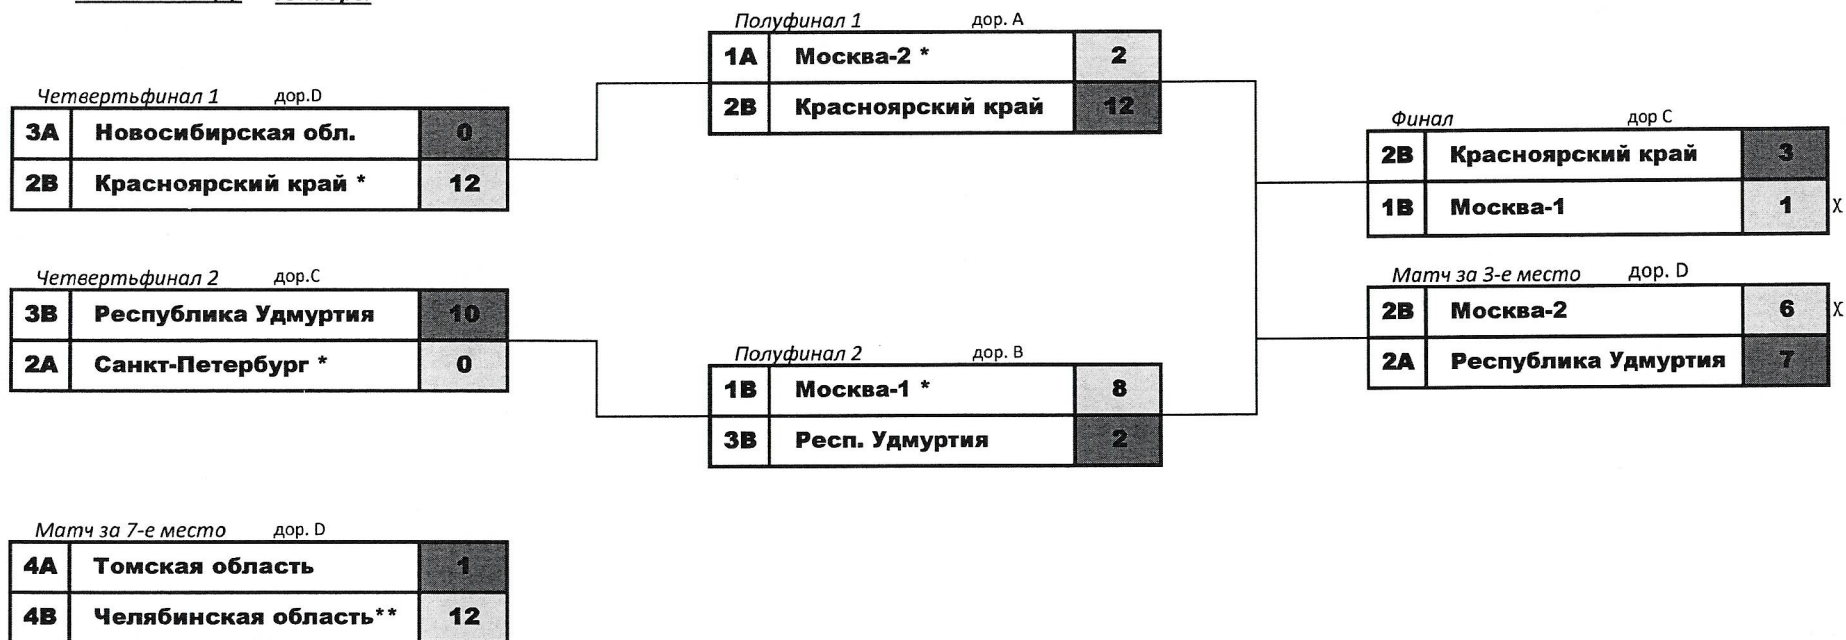 Полуфинал 1 дор. A
1А Москва-2 * 2
2В Красноярский край 12
Четвертьфинал 1 дор.D
3А Новосибирская обл. 0
2В Красноярский край * 12
Финал дор С
2В Красноярский край 3
1В Москва-1 1 X
Четвертьфинал 2 дор.С
3В Республика Удмуртия 10
2А Санкт-Петербург * 0
Матч за 3-е место дор. D
2В Москва-2 6 X
2А Республика Удмуртия 7
Полуфинал 2 дор. В
1В Москва-1 * 8
3В Респ. Удмуртия 2
Матч за 7-е место дор. D
4А Томская область 1
4В Челябинская область** 12